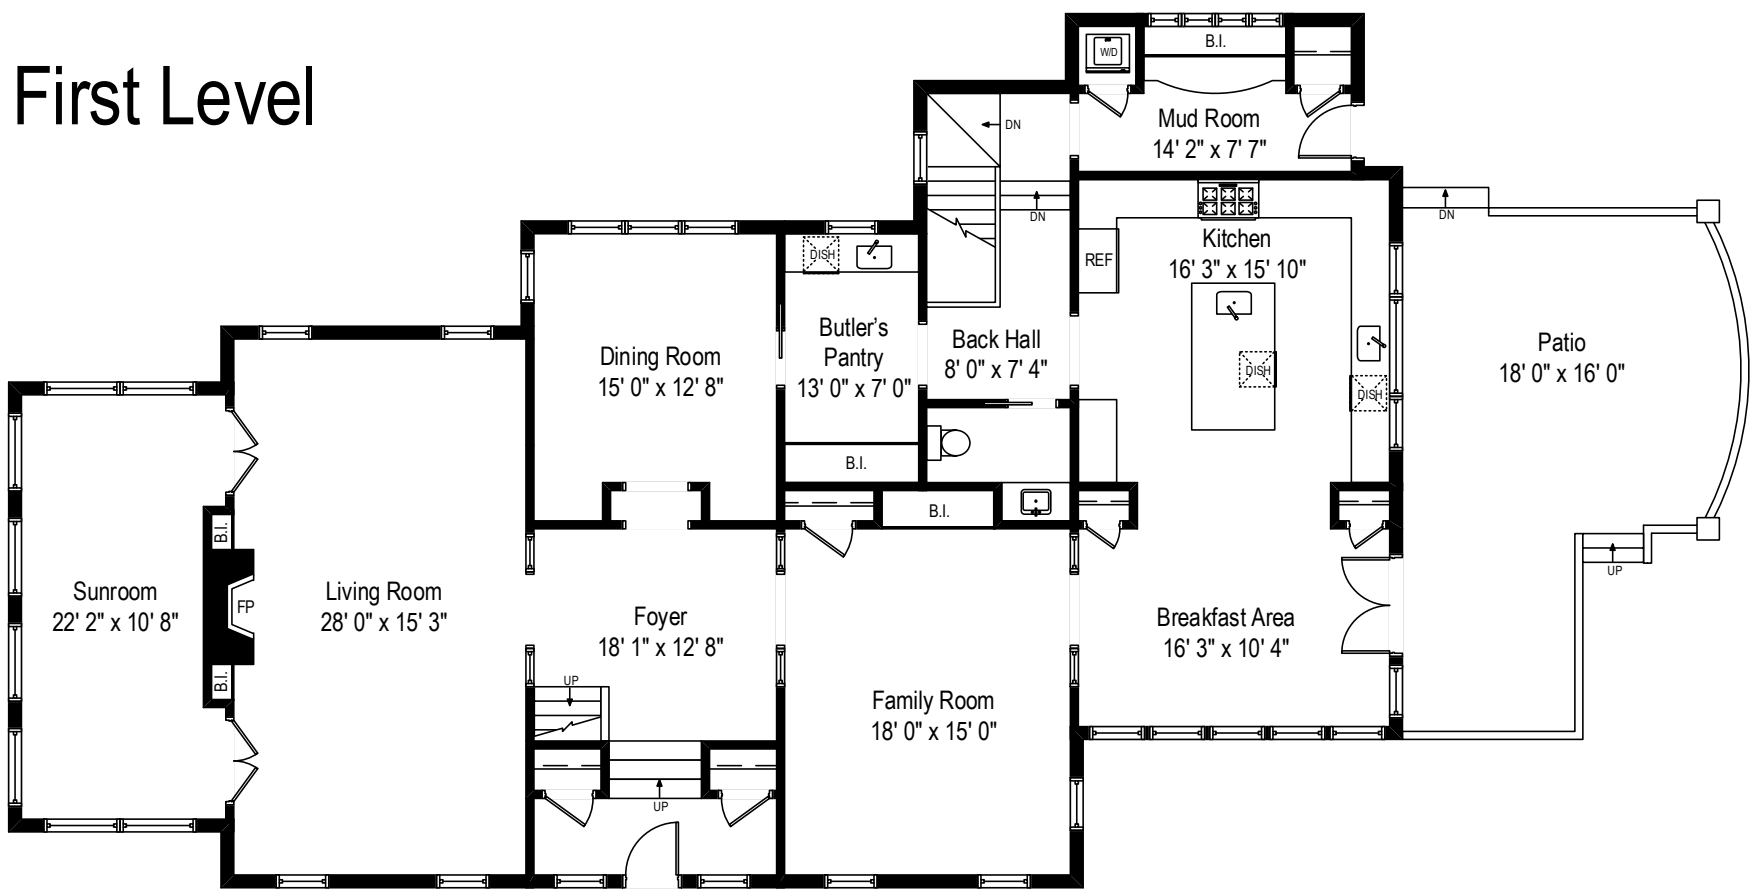 First Level
W/D
B.I.
Mud Room
14' 2" x 7' 7"
DN
DN
DN
DISH
REF
Kitchen
16' 3" x 15' 10"
Butler's
Pantry
13' 0" x 7' 0"
Back Hall
8' 0" x 7' 4"
Dining Room
15' 0" x 12' 8"
Patio
18' 0" x 16' 0"
DISH
DISH
B.I.
B.I.
B.I.
FP
B.I.
Sunroom
22' 2" x 10' 8"
Living Room
28' 0" x 15' 3"
Foyer
18' 1" x 12' 8"
UP
UP
Family Room
18' 0" x 15' 0"
Breakfast Area
16' 3" x 10' 4"
UP